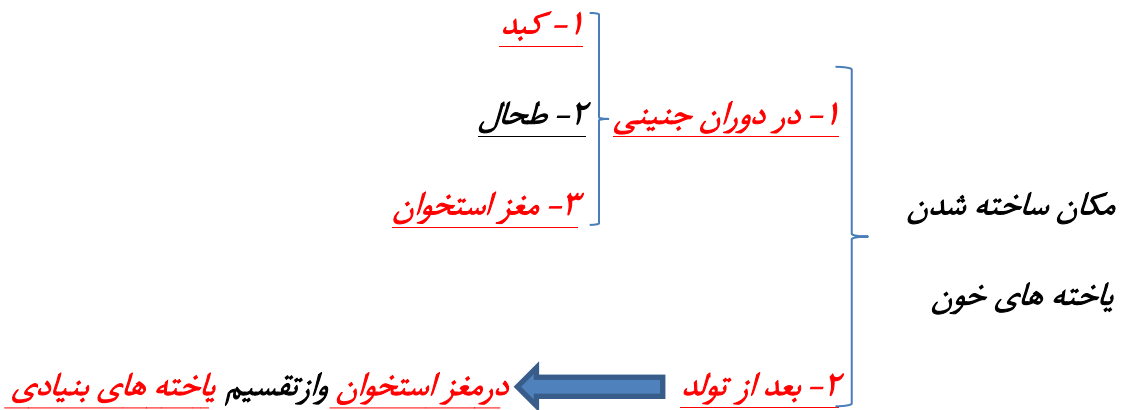 مکان ساخته شدن
یاخته های خون
۱- در دوران جنینی
۱- کبد
۲- طحال
۳- مغز استخوان
۲- بعد از تولد
درمغز استخوان وازتقسیم یاخته های بنیادی